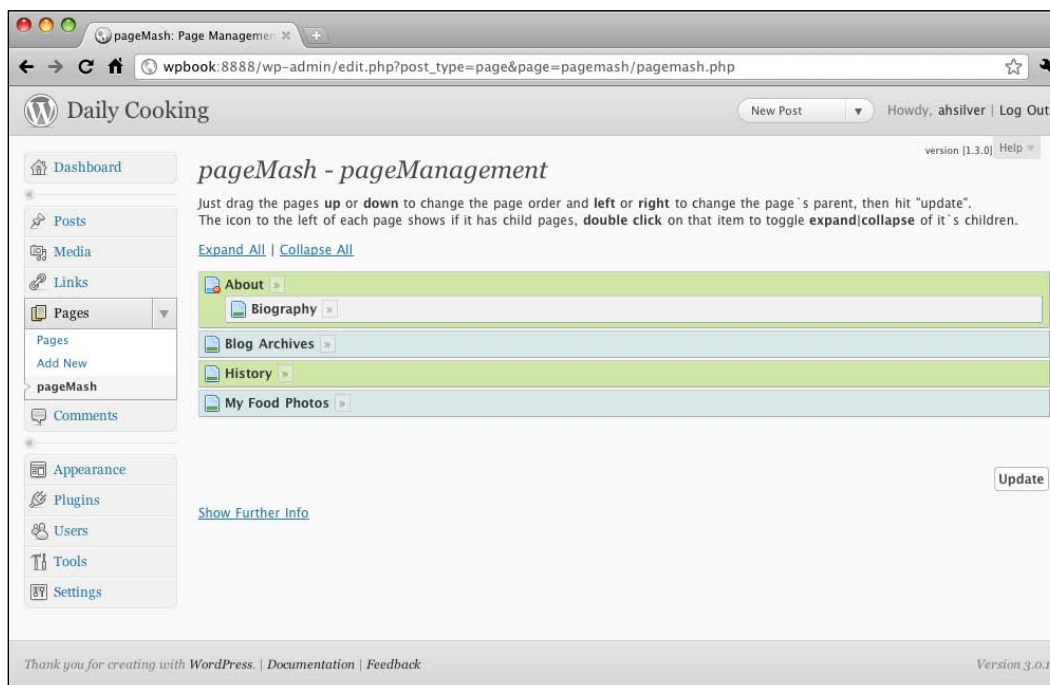 pageMash: Page Managemen
wpbook:8888/wp-admin/edit.php?post_type=page&page=pagemash/pagemash.php
Daily Cooking
New Post
Howdy, ahsilver | Log Out
version [1.3.0]
Help
Dashboard
Posts
Media
Links
Pages
Pages
Add New
pageMash
Comments
Appearance
Plugins
Users
Tools
Settings
pageMash - pageManagement
Just drag the pages up or down to change the page order and left or right to change the page`s parent, then hit "update".
The icon to the left of each page shows if it has child pages, double click on that item to toggle expand|collapse of it`s children.
Expand All | Collapse All
About »
Biography »
Blog Archives »
History »
My Food Photos »
Update
Show Further Info
Thank you for creating with WordPress. | Documentation | Feedback
Version 3.0.1